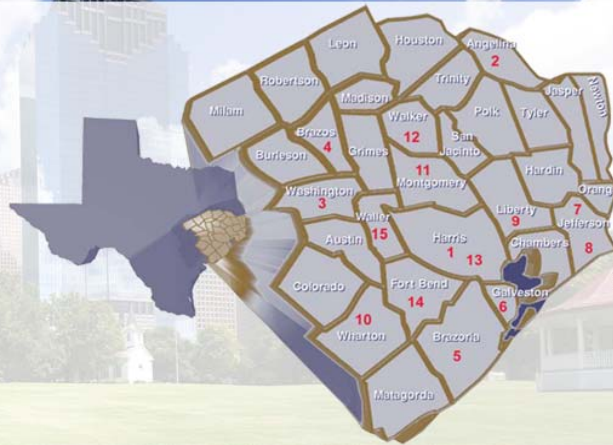 Leon
Houston
Angelina
2
Robertson
Trinity
Jasper
Newton
Milam
Madison
Walker
12
Polk
Tyler
Brazos
4
San
Jacinto
Burleson
Grimes
11
Montgomery
Hardin
Washington
3
Liberty
9
Orang
7
Jefferson
8
Waller
15
Austin
Harris
1
13
Chambers
Colorado
Fort Bend
14
Galveston
6
10
Wharton
Brazoria
5
Matagorda